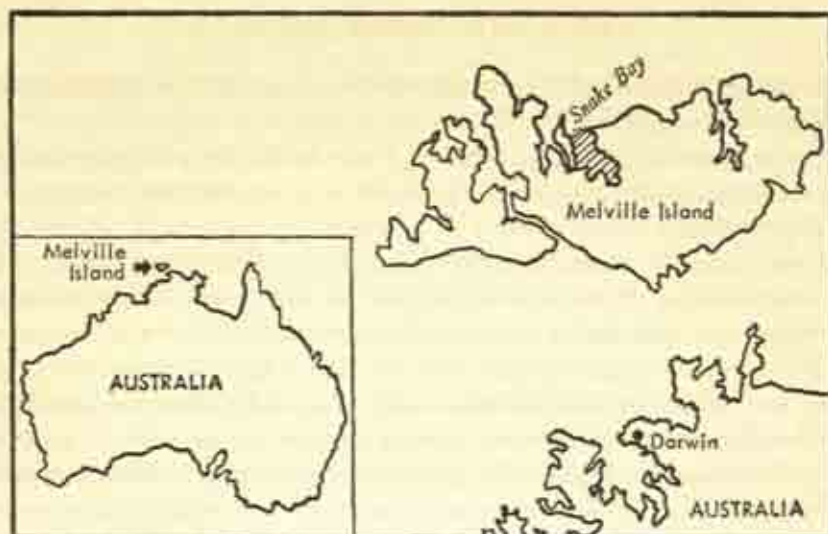 Snake Bay
Melville Island
Melville
Island
AUSTRALIA
Darwin
AUSTRALIA